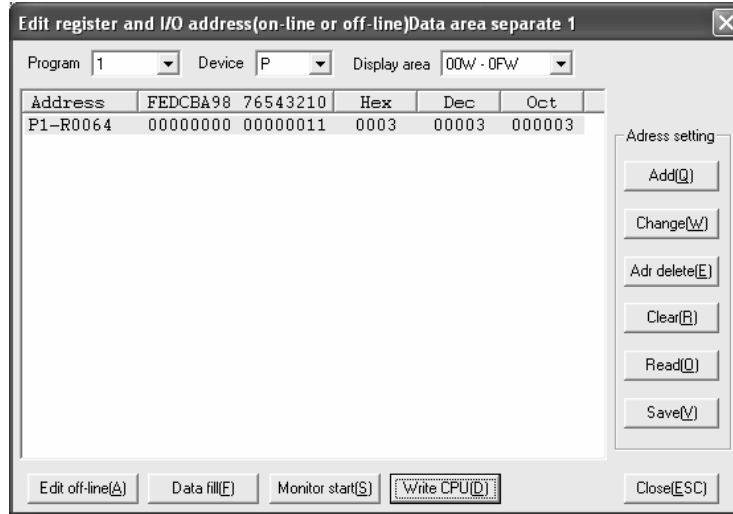 Edit register and I/O address(on-line or off-line)Data area separate 1
Program 1 Device P Display area 00W - 0FW
Address FEDCBA98 76543210 Hex Dec Oct
P1-R0064 00000000 00000011 0003 00003 000003
Adress setting
Add(Q)
Change(W)
Adr delete(E)
Clear(R)
Read(O)
Save(V)
Edit off-line(A) Data fill(F) Monitor start(S) Write CPU(D) Close(ESC)